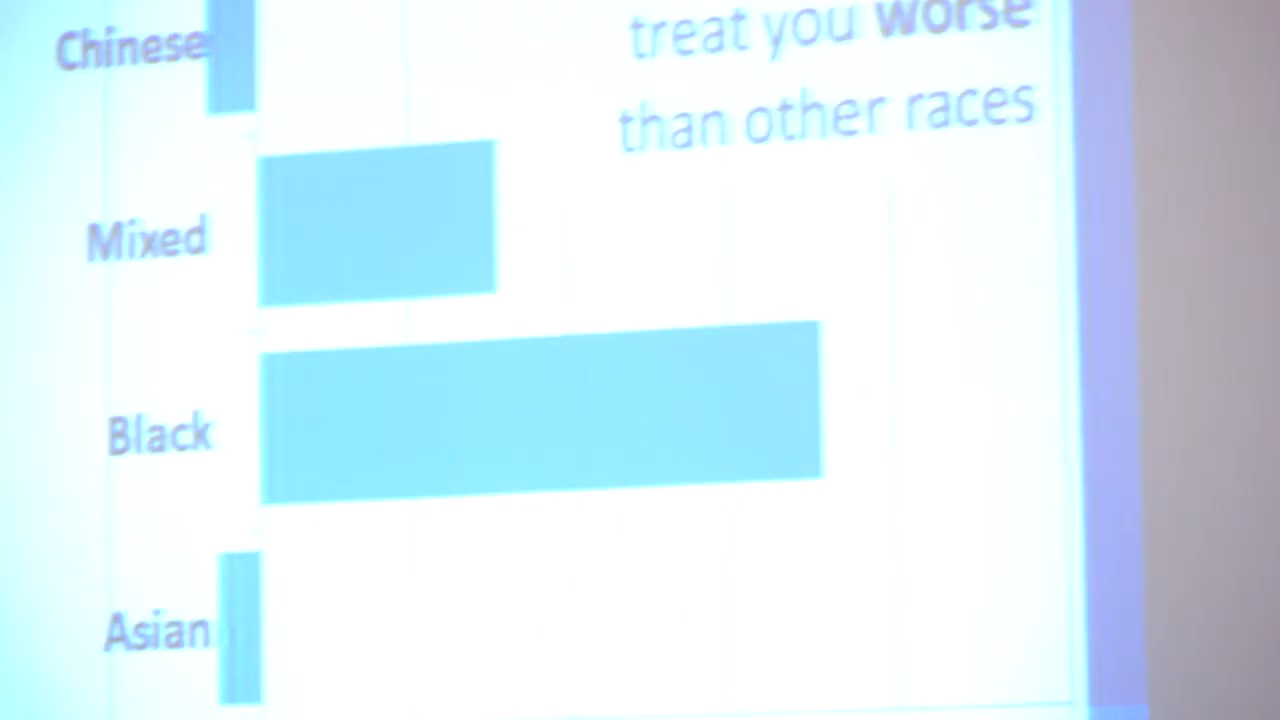 treat you worse
than other races
Chinese
Mixed
Black
Asian